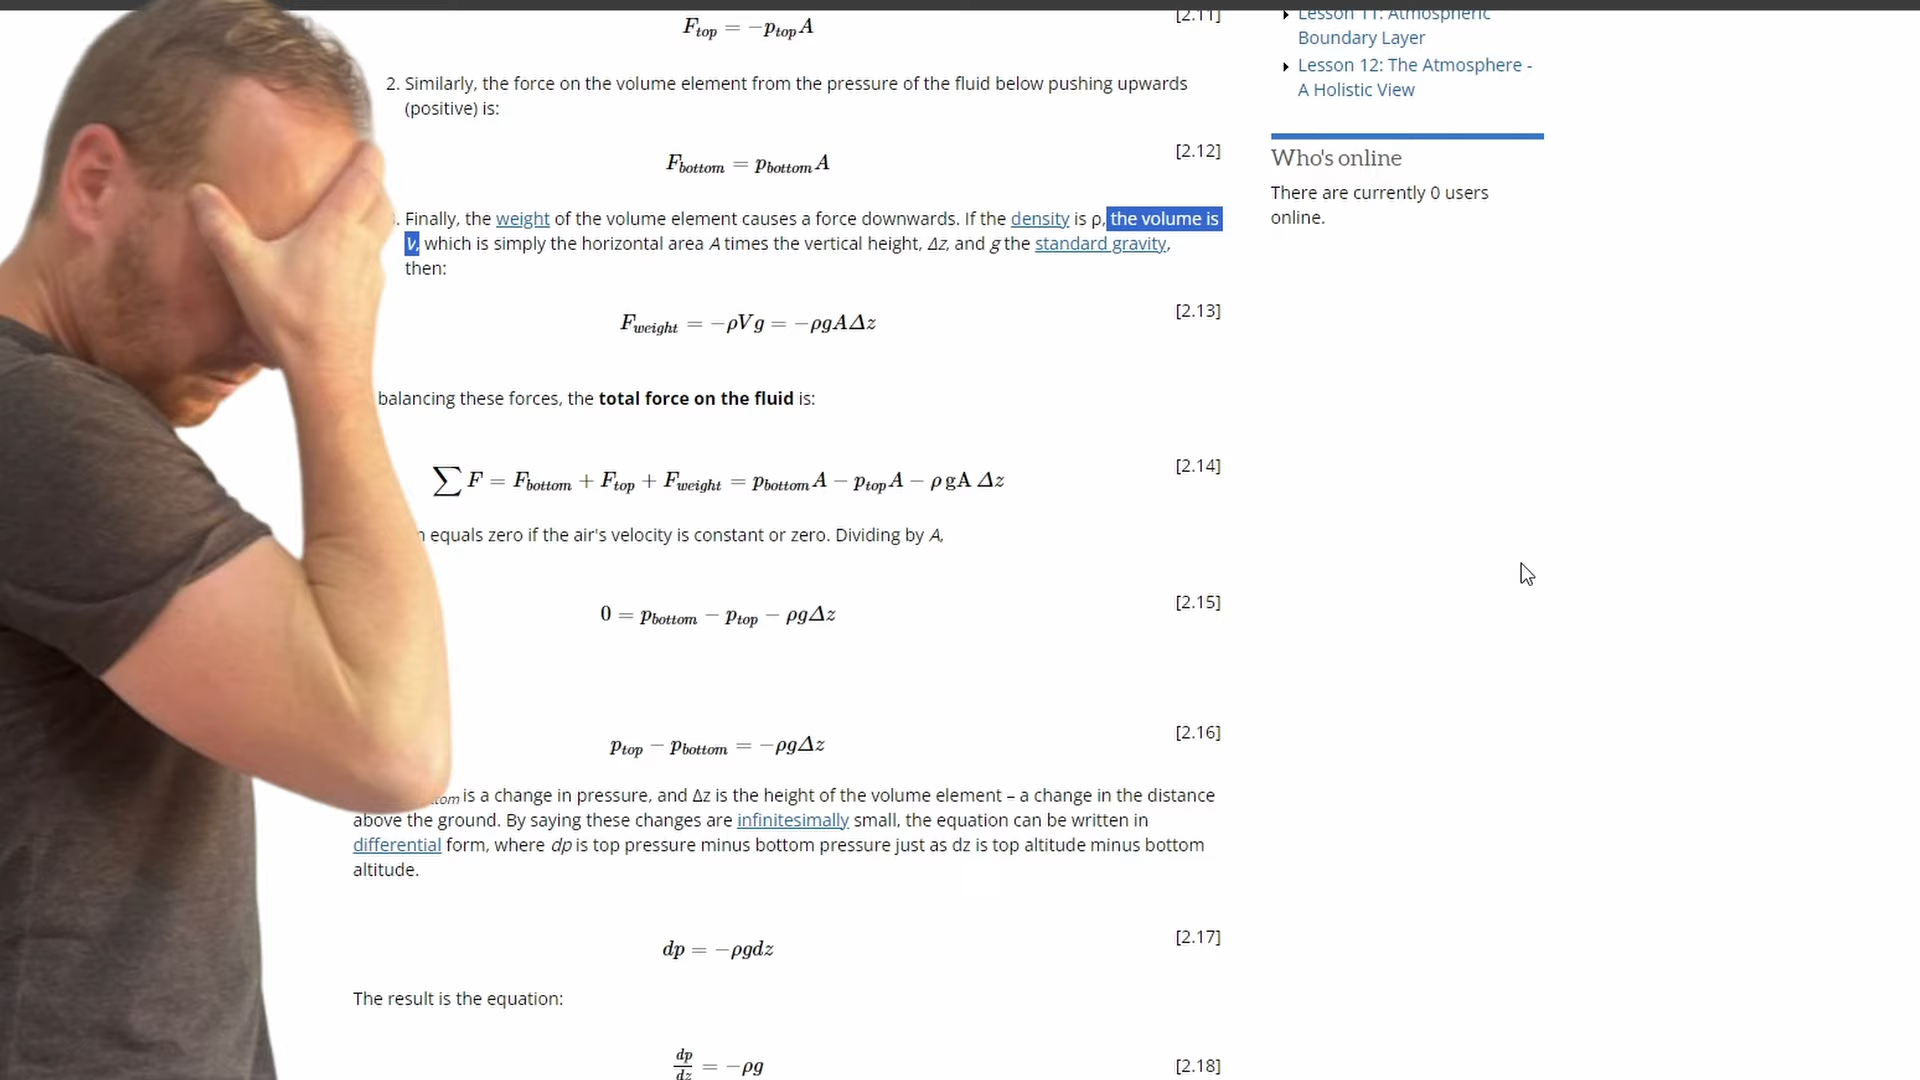 F_top = −p_top A
[2.11]
2. Similarly, the force on the volume element from the pressure of the fluid below pushing upwards
(positive) is:
F_bottom = p_bottom A
[2.12]
. Finally, the weight of the volume element causes a force downwards. If the density is ρ, the volume is
V, which is simply the horizontal area A times the vertical height, Δz, and g the standard gravity,
then:
F_weight = −ρVg = −ρgAΔz
[2.13]
balancing these forces, the total force on the fluid is:
∑ F = F_bottom + F_top + F_weight = p_bottom A − p_top A − ρ gA Δz
[2.14]
equals zero if the air's velocity is constant or zero. Dividing by A,
0 = p_bottom − p_top − ρgΔz
[2.15]
p_top − p_bottom = −ρgΔz
[2.16]
is a change in pressure, and Δz is the height of the volume element – a change in the distance
above the ground. By saying these changes are infinitesimally small, the equation can be written in
differential form, where dp is top pressure minus bottom pressure just as dz is top altitude minus bottom
altitude.
dp = −ρgdz
[2.17]
The result is the equation:
dp/dz = −ρg
[2.18]
Lesson 11: Atmospheric
Boundary Layer
Lesson 12: The Atmosphere -
A Holistic View
Who's online
There are currently 0 users
online.